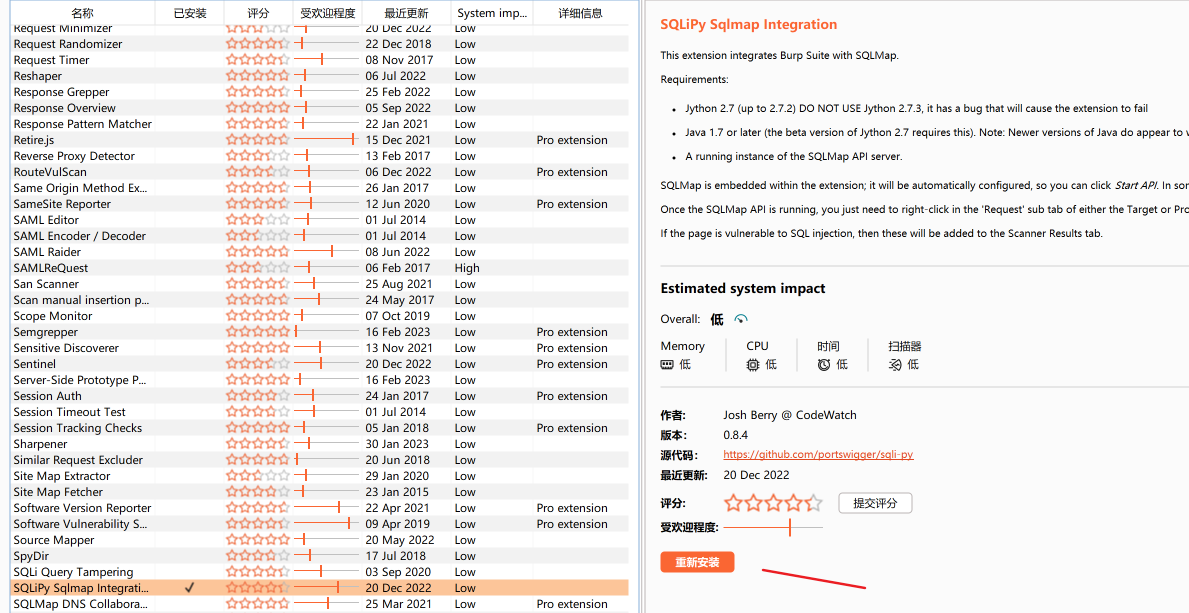 名称 已安装 评分 受欢迎程度 最近更新 System imp... 详细信息
Request Minimizer 20 Dec 2022 Low
Request Randomizer 22 Dec 2018 Low
Request Timer 08 Nov 2017 Low
Reshaper 06 Jul 2022 Low
Response Grepper 25 Feb 2022 Low
Response Overview 05 Sep 2022 Low
Response Pattern Matcher 22 Jan 2021 Low
Retire.js 15 Dec 2021 Low Pro extension
Reverse Proxy Detector 13 Feb 2017 Low
RouteVulScan 06 Dec 2022 Low Pro extension
Same Origin Method Ex... 26 Jan 2017 Low
SameSite Reporter 12 Jun 2020 Low Pro extension
SAML Editor 01 Jul 2014 Low
SAML Encoder / Decoder 01 Jul 2014 Low
SAML Raider 08 Jun 2022 Low
SAMLReQuest 06 Feb 2017 High
San Scanner 25 Aug 2021 Low
Scan manual insertion p... 24 May 2017 Low
Scope Monitor 07 Oct 2019 Low
Semgrepper 16 Feb 2023 Low Pro extension
Sensitive Discoverer 13 Nov 2021 Low Pro extension
Sentinel 20 Dec 2022 Low Pro extension
Server-Side Prototype P... 16 Feb 2023 Low
Session Auth 24 Jan 2017 Low Pro extension
Session Timeout Test 01 Jul 2014 Low
Session Tracking Checks 05 Jan 2018 Low Pro extension
Sharpener 30 Jan 2023 Low
Similar Request Excluder 20 Jun 2018 Low
Site Map Extractor 29 Jan 2020 Low
Site Map Fetcher 23 Jan 2015 Low
Software Version Reporter 22 Apr 2021 Low Pro extension
Software Vulnerability S... 09 Apr 2019 Low Pro extension
Source Mapper 20 May 2022 Low
SpyDir 17 Jul 2018 Low
SQLi Query Tampering 03 Sep 2020 Low
SQLiPy Sqlmap Integrati... ✓ 20 Dec 2022 Low
SQLMap DNS Collabora... 25 Mar 2021 Low Pro extension
SQLiPy Sqlmap Integration
This extension integrates Burp Suite with SQLMap.
Requirements:
• Jython 2.7 (up to 2.7.2) DO NOT USE Jython 2.7.3, it has a bug that will cause the extension to fail
• Java 1.7 or later (the beta version of Jython 2.7 requires this). Note: Newer versions of Java do appear to
• A running instance of the SQLMap API server.
SQLMap is embedded within the extension; it will be automatically configured, so you can click Start API. In
Once the SQLMap API is running, you just need to right-click in the 'Request' sub tab of either the Target or
If the page is vulnerable to SQL injection, then these will be added to the Scanner Results tab.
Estimated system impact
Overall: 低
Memory CPU 时间 扫描器
低 低 低 低
作者: Josh Berry @ CodeWatch
版本: 0.8.4
源代码: https://github.com/portswigger/sqli-py
最近更新: 20 Dec 2022
评分: 提交评分
受欢迎程度:
重新安装